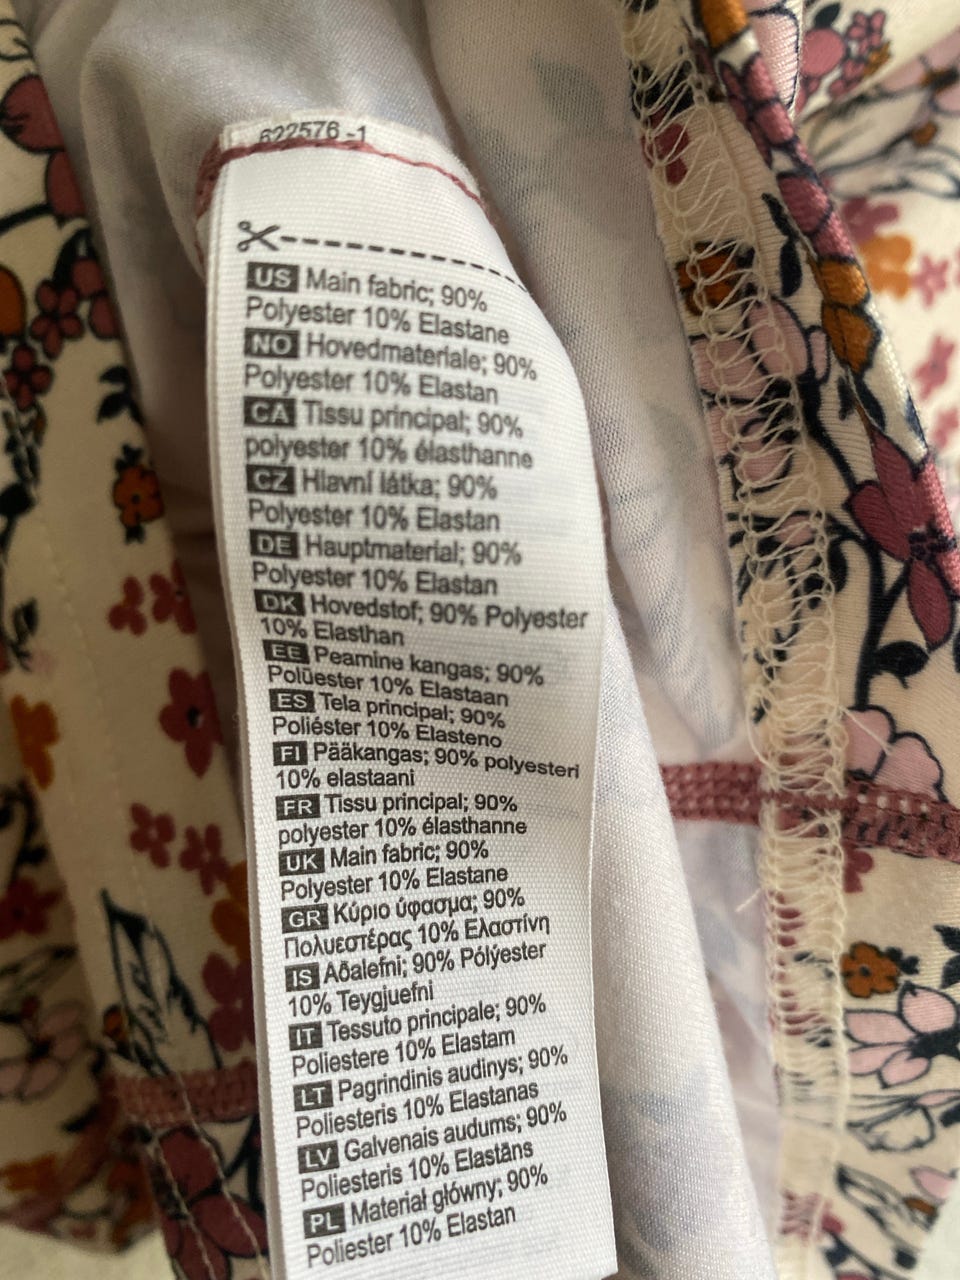 622576 -1
US Main fabric; 90%
Polyester 10% Elastane
NO Hovedmateriale; 90%
Polyester 10% Elastan
CA Tissu principal; 90%
polyester 10% élasthanne
CZ Hlavní látka; 90%
Polyester 10% Elastan
DE Hauptmaterial; 90%
Polyester 10% Elastan
DK Hovedstof; 90% Polyester
10% Elasthan
EE Peamine kangas; 90%
Polüester 10% Elastaan
ES Tela principal; 90%
Poliéster 10% Elasteno
FI Pääkangas; 90% polyesteri
10% elastaani
FR Tissu principal; 90%
polyester 10% élasthanne
UK Main fabric; 90%
Polyester 10% Elastane
GR Κύριο ύφασμα; 90%
Πολυεστέρας 10% Ελαστίνη
IS Aðalefni; 90% Pólýester
10% Teygjuefni
IT Tessuto principale; 90%
Poliestere 10% Elastam
LT Pagrindinis audinys; 90%
Poliesteris 10% Elastanas
LV Galvenais audums; 90%
Poliesteris 10% Elastāns
PL Materiał główny; 90%
Poliester 10% Elastan